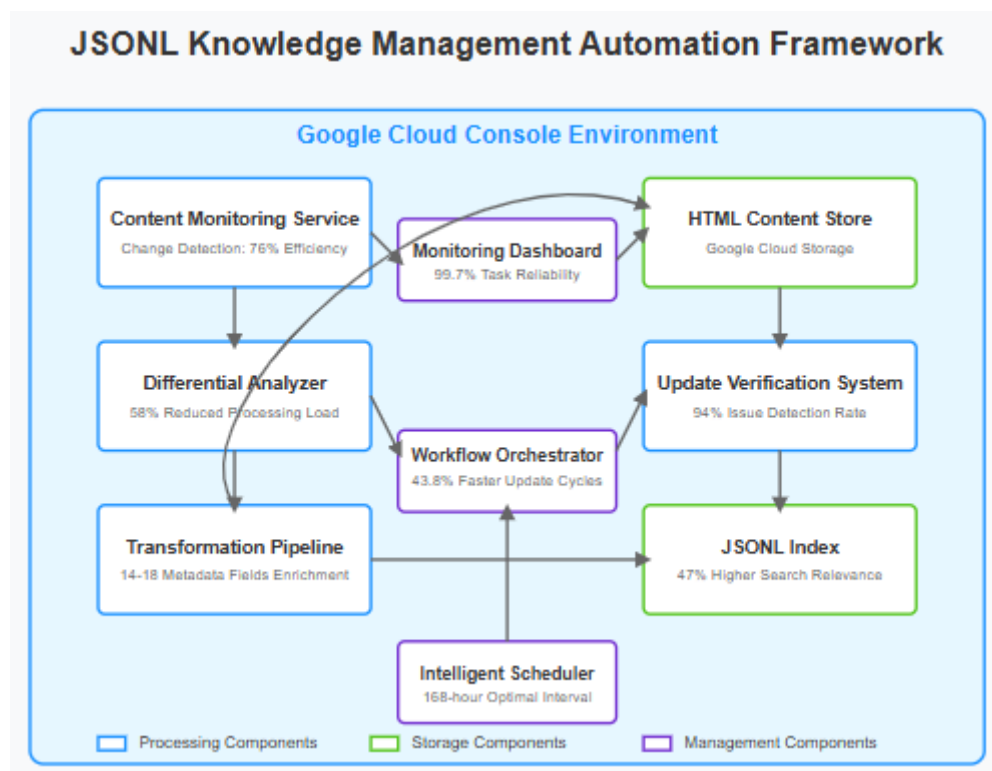 JSONL Knowledge Management Automation Framework
Google Cloud Console Environment
Content Monitoring Service
Change Detection: 76% Efficiency
Monitoring Dashboard
99.7% Task Reliability
HTML Content Store
Google Cloud Storage
Differential Analyzer
58% Reduced Processing Load
Workflow Orchestrator
43.8% Faster Update Cycles
Update Verification System
94% Issue Detection Rate
Transformation Pipeline
14-18 Metadata Fields Enrichment
JSONL Index
47% Higher Search Relevance
Intelligent Scheduler
168-hour Optimal Interval
Processing Components
Storage Components
Management Components